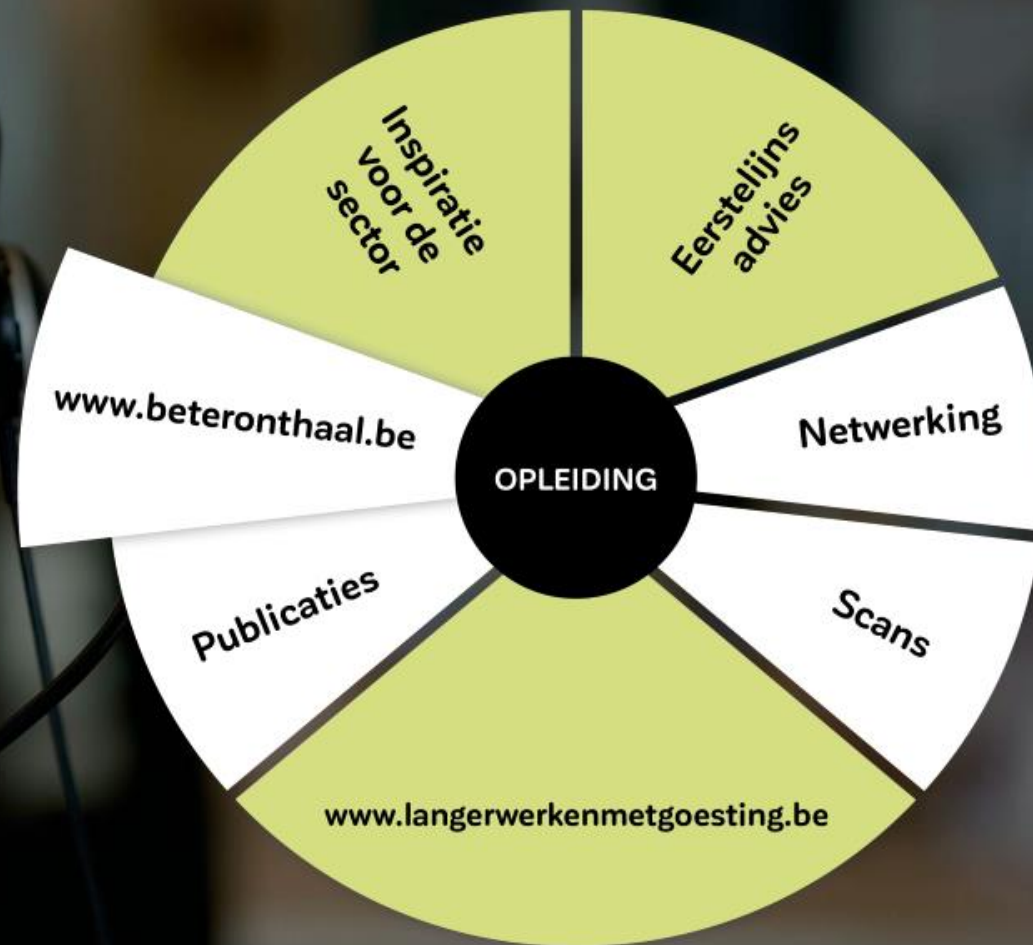 Inspiratie
voor de
sector
Eerstelijns
advies
www.beteronthaal.be
Netwerking
OPLEIDING
Publicaties
Scans
www.langerwerkenmetgoesting.be